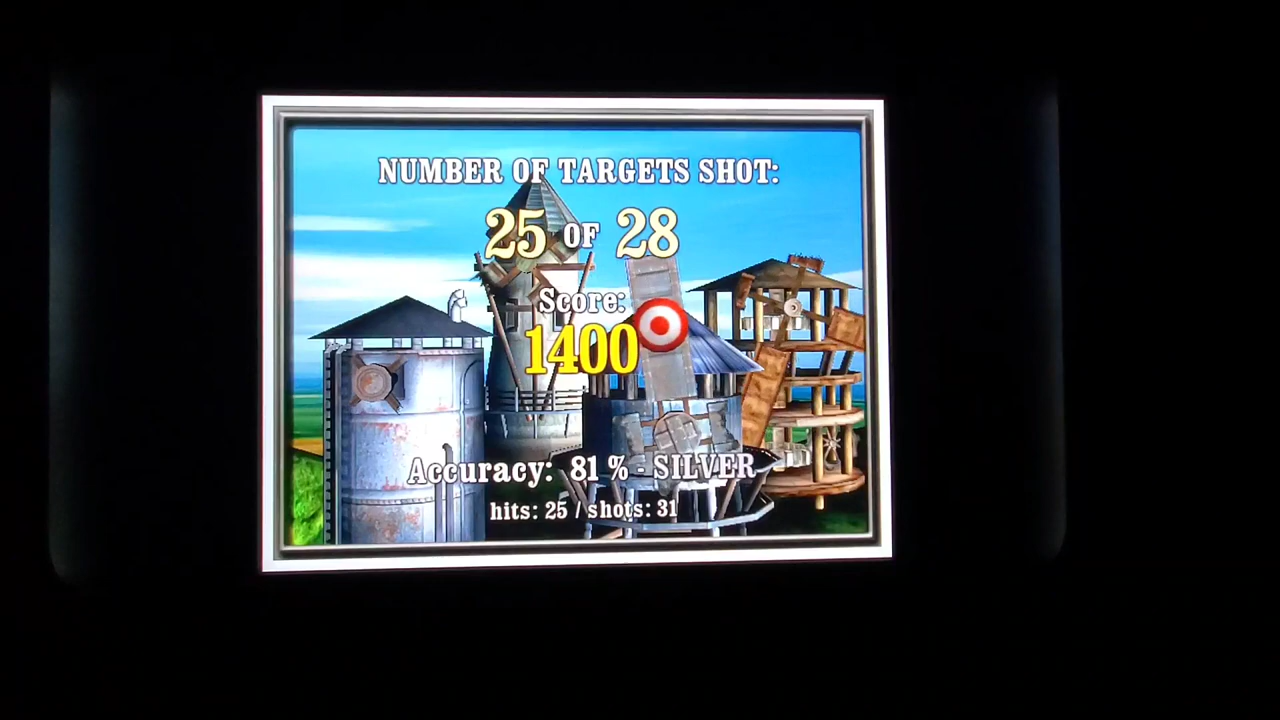 NUMBER OF TARGETS SHOT:
25 OF 28
Score:
1400
Accuracy: 81 % - SILVER
hits: 25 / shots: 31